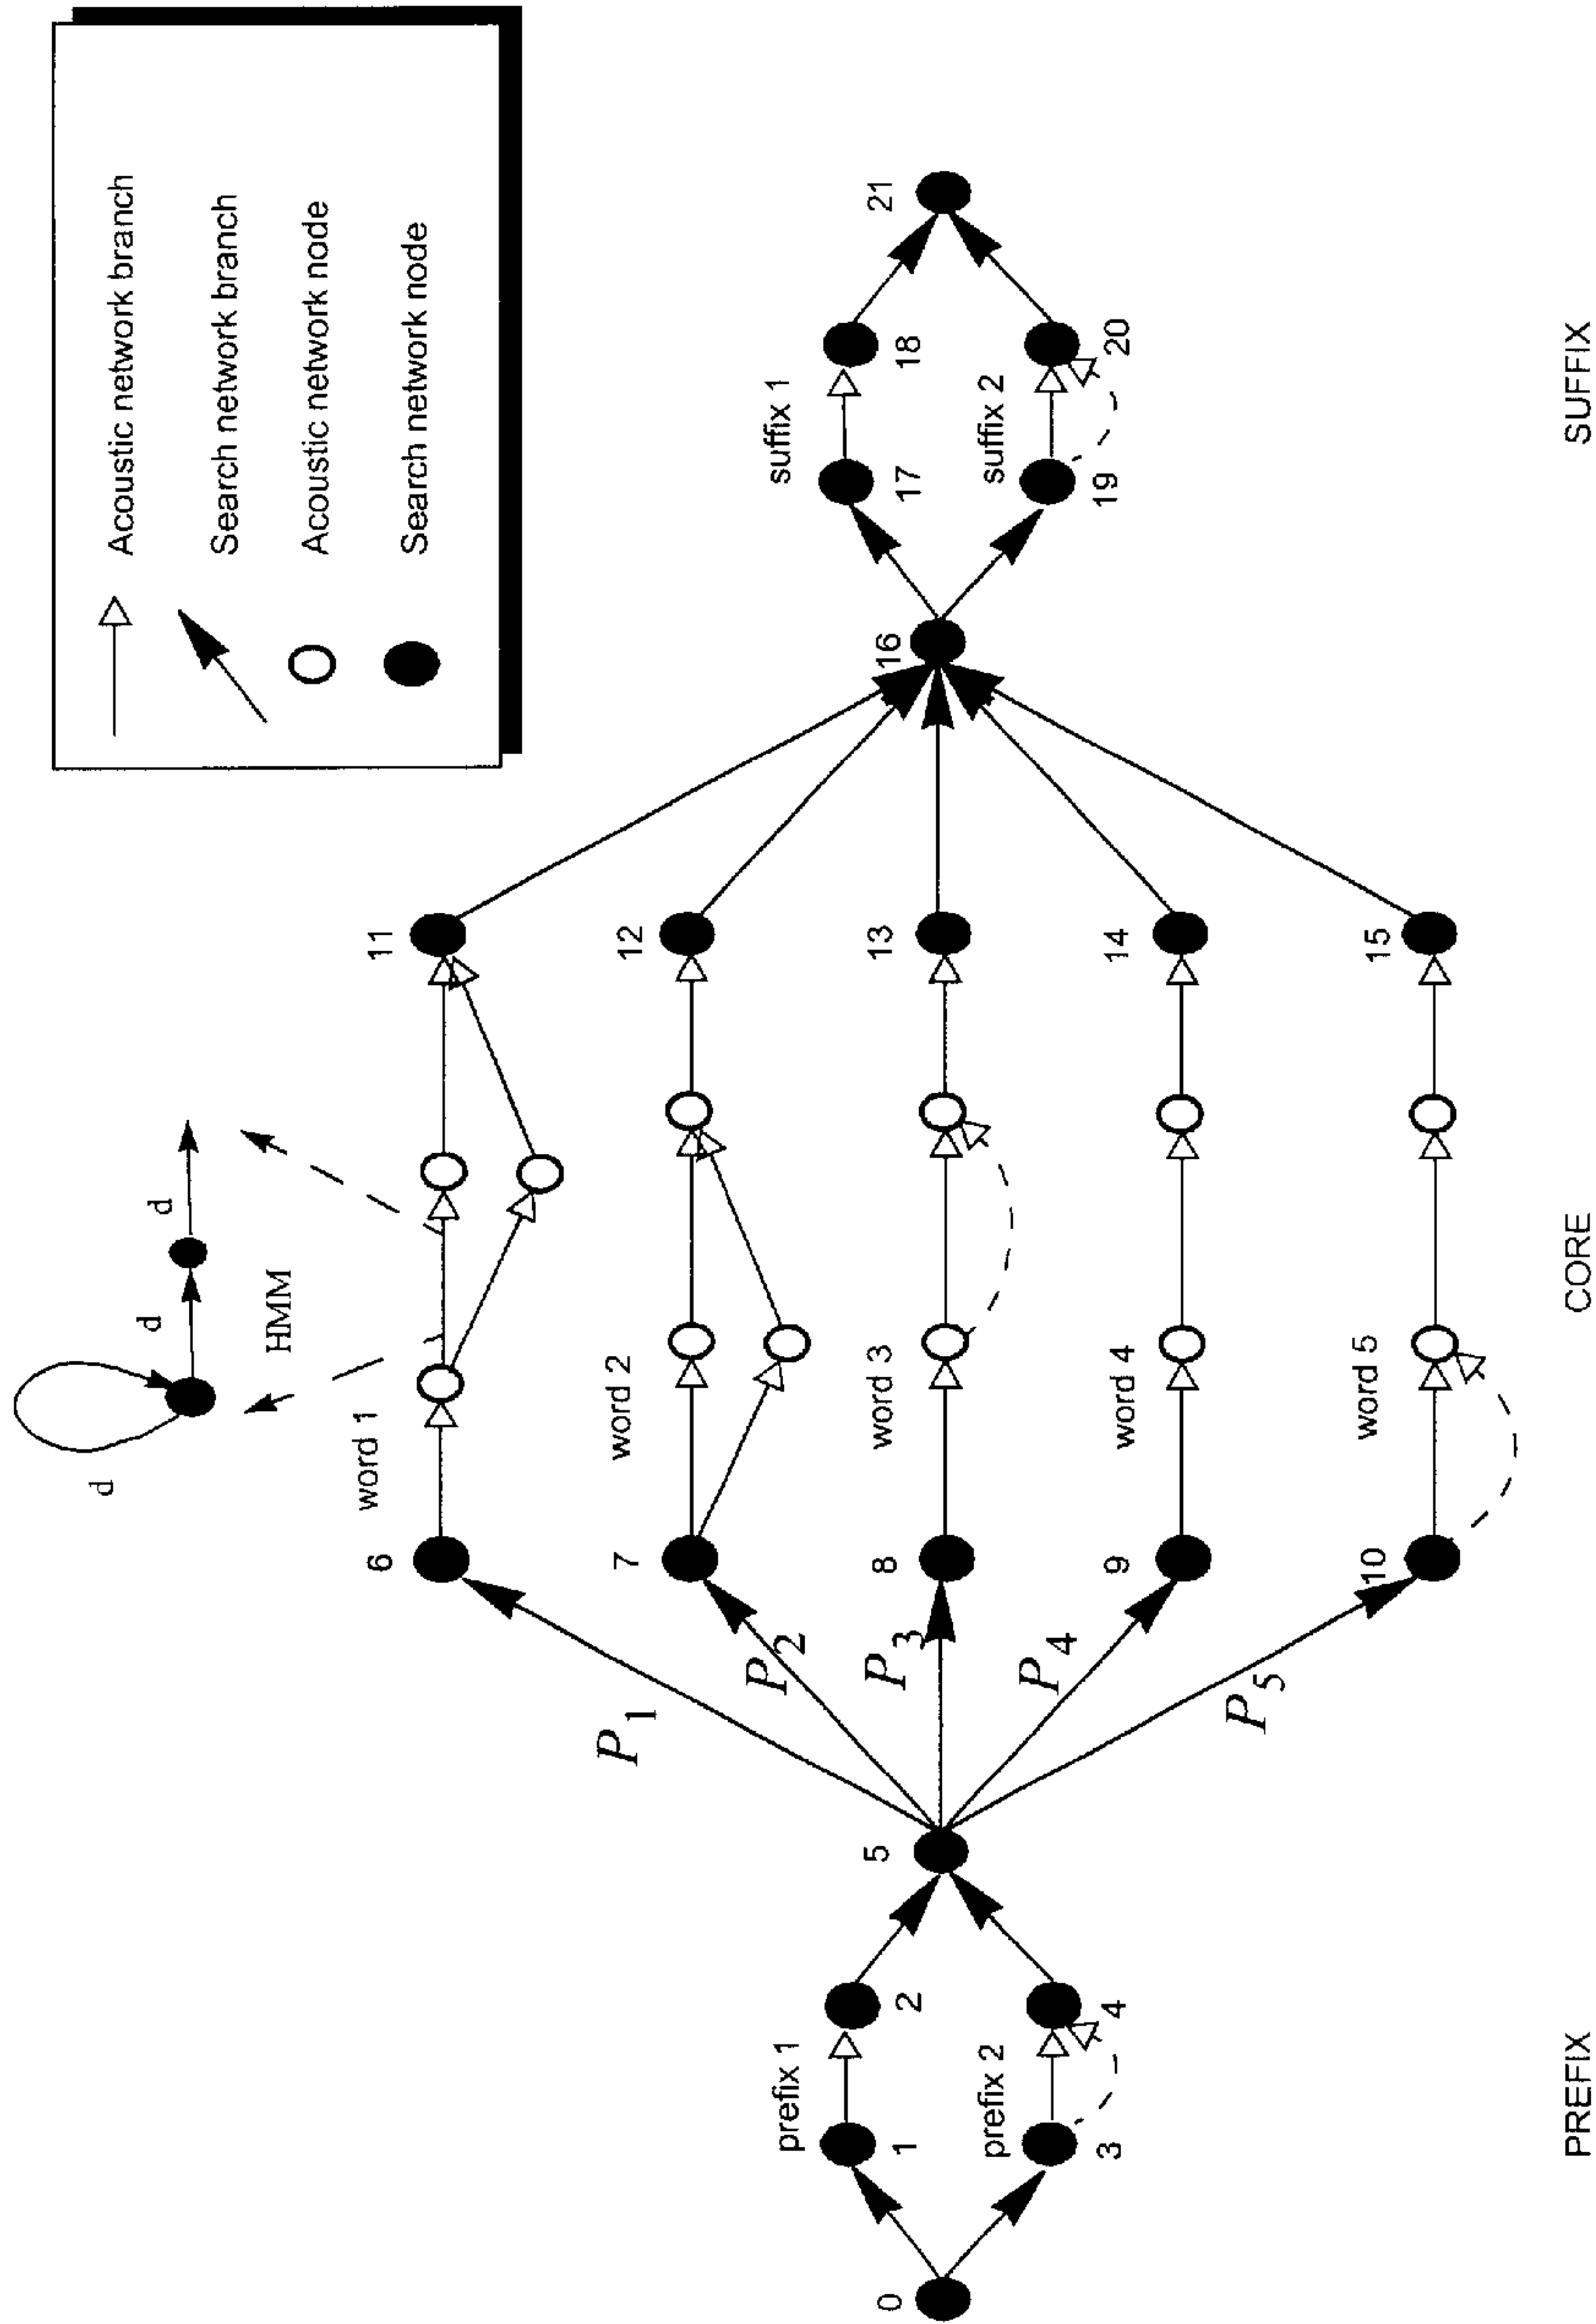 Acoustic network branch
Search network branch
Acoustic network node
Search network node
d
d
d
HMM
word 1
6
11
word 2
7
12
word 3
8
13
word 4
9
14
word 5
10
15
P1
P2
P3
P4
P5
0
prefix 1
1
2
prefix 2
3
4
5
16
suffix 1
17
18
suffix 2
19
20
21
PREFIX
CORE
SUFFIX